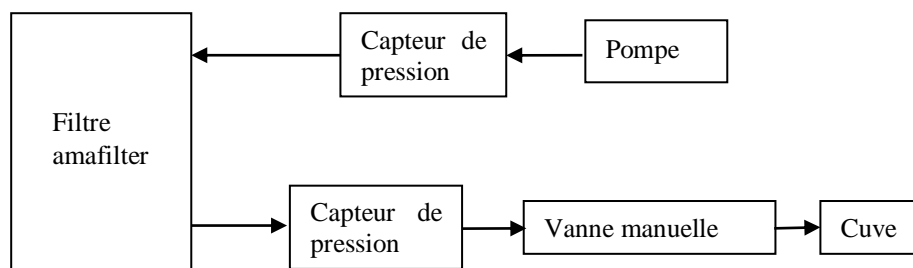 Capteur de
pression
Pompe
Filtre
amafilter
Capteur de
pression
Vanne manuelle
Cuve